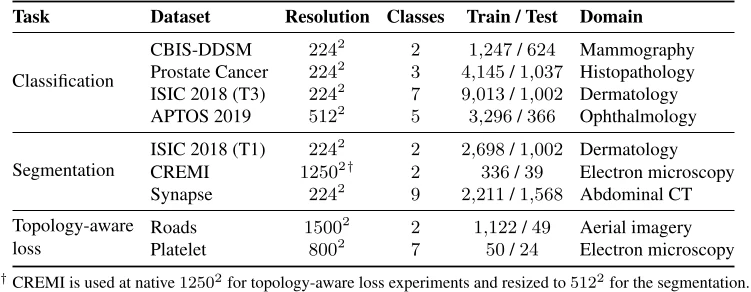 Task Dataset Resolution Classes Train / Test Domain
Classification
CBIS-DDSM 224² 2 1,247 / 624 Mammography
Prostate Cancer 224² 3 4,145 / 1,037 Histopathology
ISIC 2018 (T3) 224² 7 9,013 / 1,002 Dermatology
APTOS 2019 512² 5 3,296 / 366 Ophthalmology
Segmentation
ISIC 2018 (T1) 224² 2 2,698 / 1,002 Dermatology
CREMI 1250²† 2 336 / 39 Electron microscopy
Synapse 224² 9 2,211 / 1,568 Abdominal CT
Topology-aware Roads 1500² 2 1,122 / 49 Aerial imagery
loss Platelet 800² 7 50 / 24 Electron microscopy
† CREMI is used at native 1250² for topology-aware loss experiments and resized to 512² for the segmentation.